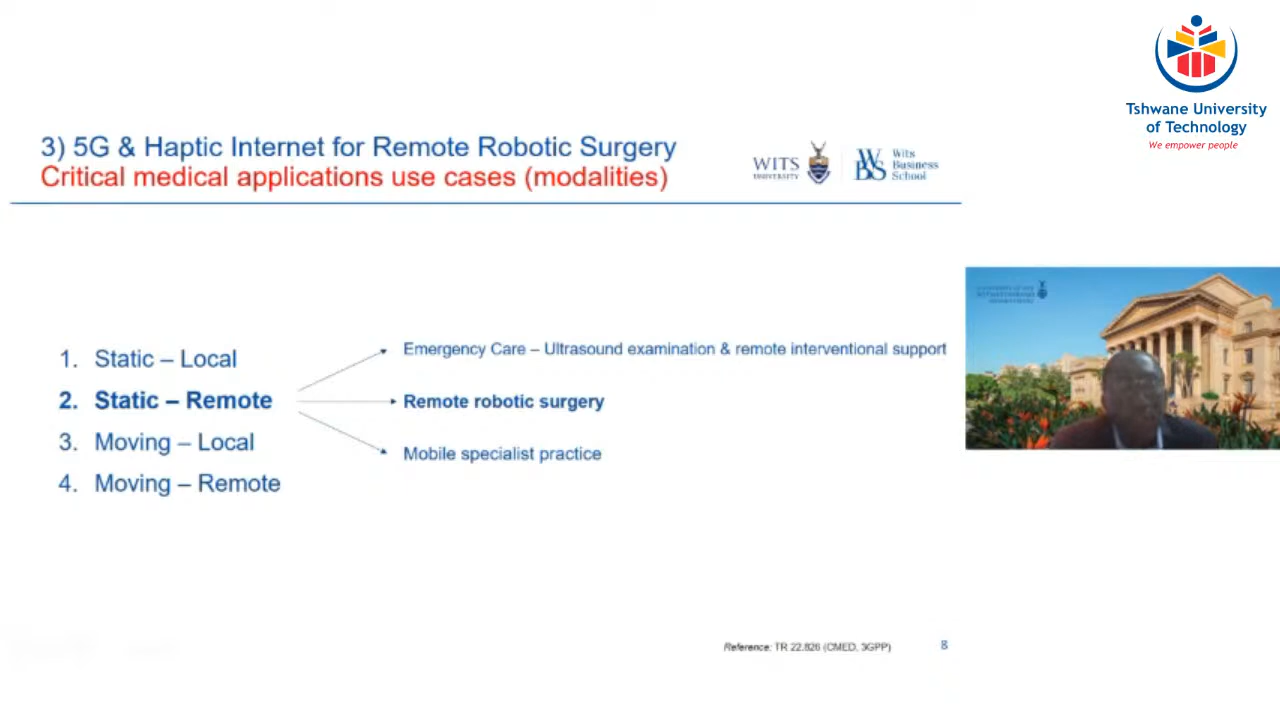 Tshwane University
of Technology
We empower people
3) 5G & Haptic Internet for Remote Robotic Surgery
Critical medical applications use cases (modalities)
WITS
UNIVERSITY
WBS
Wits
Business
School
1. Static – Local
2. Static – Remote
3. Moving – Local
4. Moving – Remote
Emergency Care – Ultrasound examination & remote interventional support
Remote robotic surgery
Mobile specialist practice
Reference: TR 22.826 (CMED, 3GPP)
8